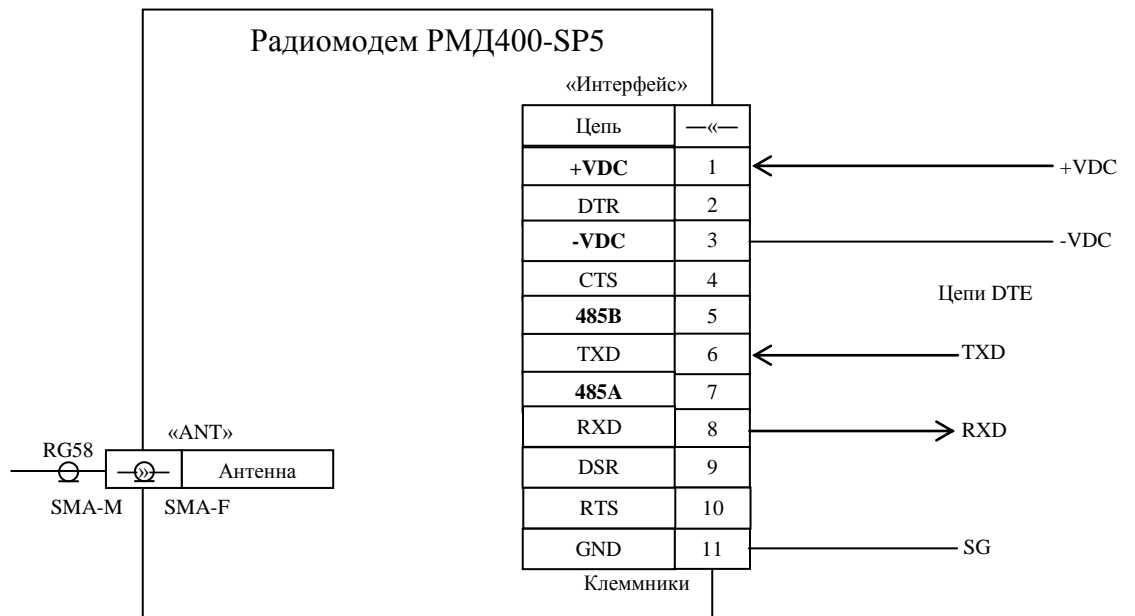 Радиомодем РМД400-SP5
«Интерфейс»
Цепь —«—
+VDC 1 +VDC
DTR 2
-VDC 3 -VDC
CTS 4
Цепи DTE
485B 5
TXD 6 TXD
485A 7
«ANT»
RXD 8 RXD
RG58
» Антенна
DSR 9
SMA-M SMA-F
RTS 10
GND 11 SG
Клеммники